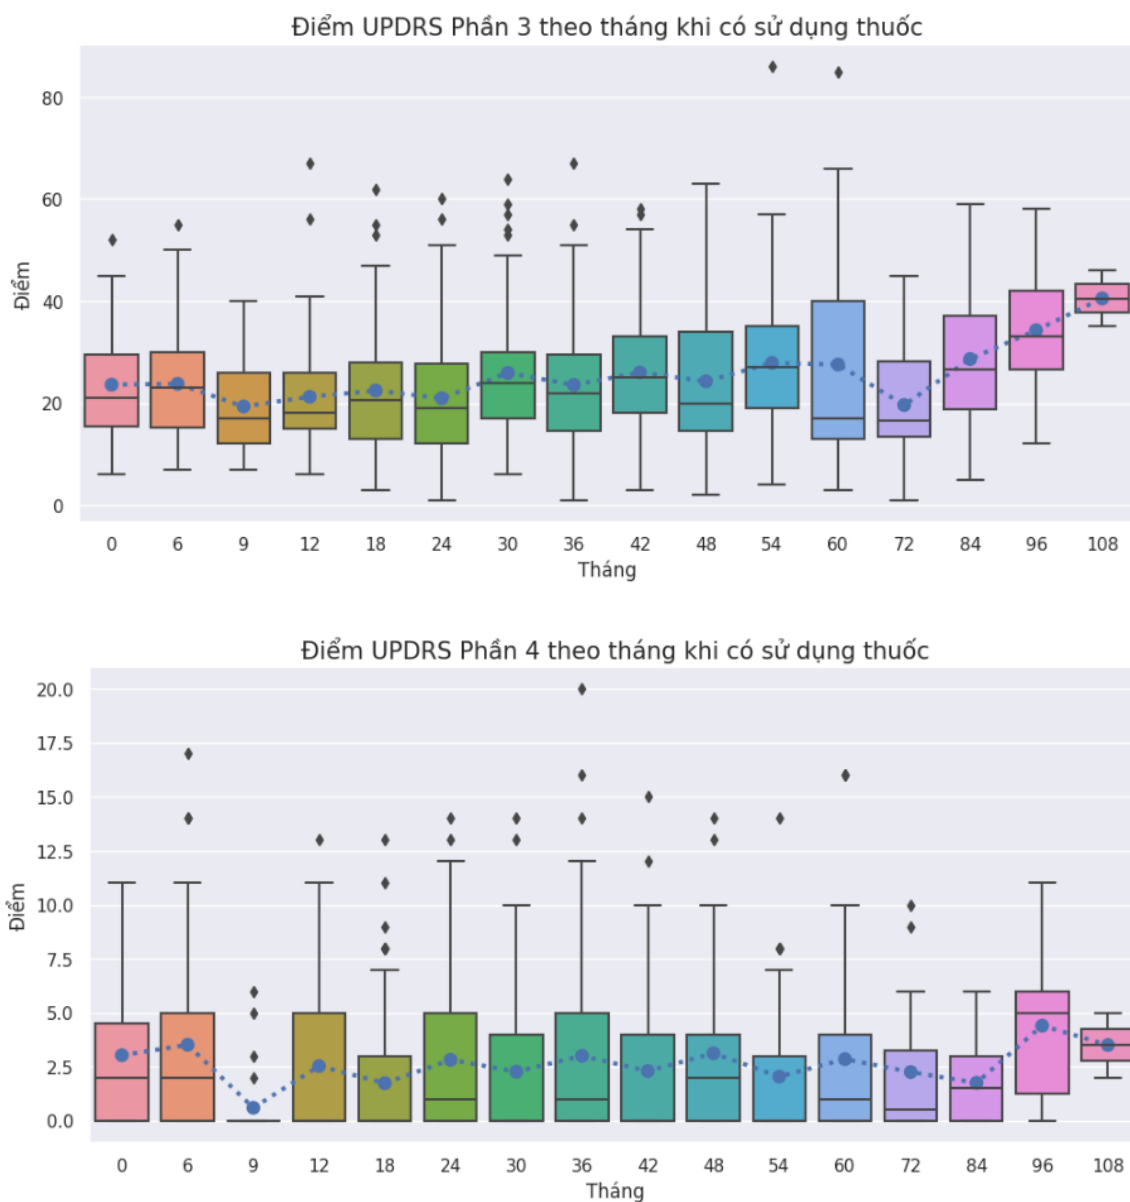 Điểm UPDRS Phần 3 theo tháng khi có sử dụng thuốc
80
60
40
20
0
Điểm
0 6 9 12 18 24 30 36 42 48 54 60 72 84 96 108
Tháng
Điểm UPDRS Phần 4 theo tháng khi có sử dụng thuốc
20.0
17.5
15.0
12.5
10.0
7.5
5.0
2.5
0.0
Điểm
0 6 9 12 18 24 30 36 42 48 54 60 72 84 96 108
Tháng